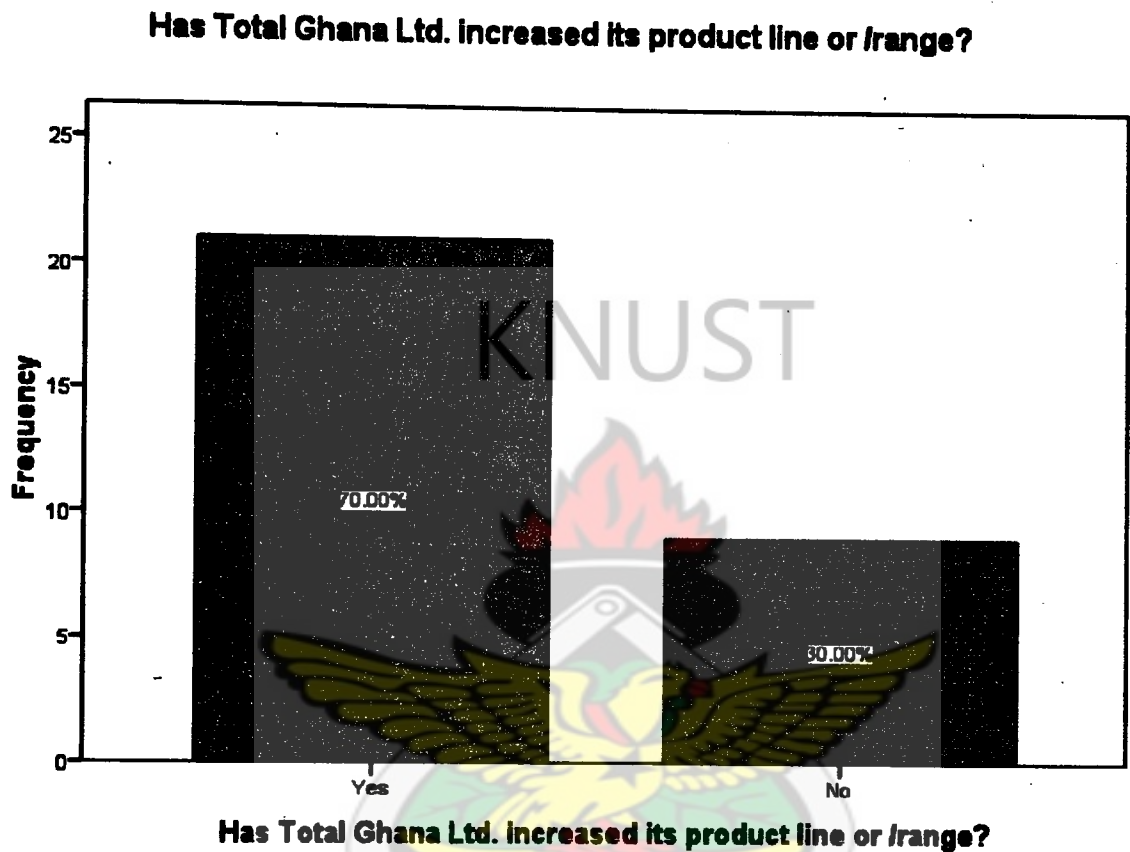 Has Total Ghana Ltd. increased its product line or /range?
25
20
15
10
5
0
Frequency
KNUST
70.00%
30.00%
Yes
No
Has Total Ghana Ltd. increased its product line or /range?